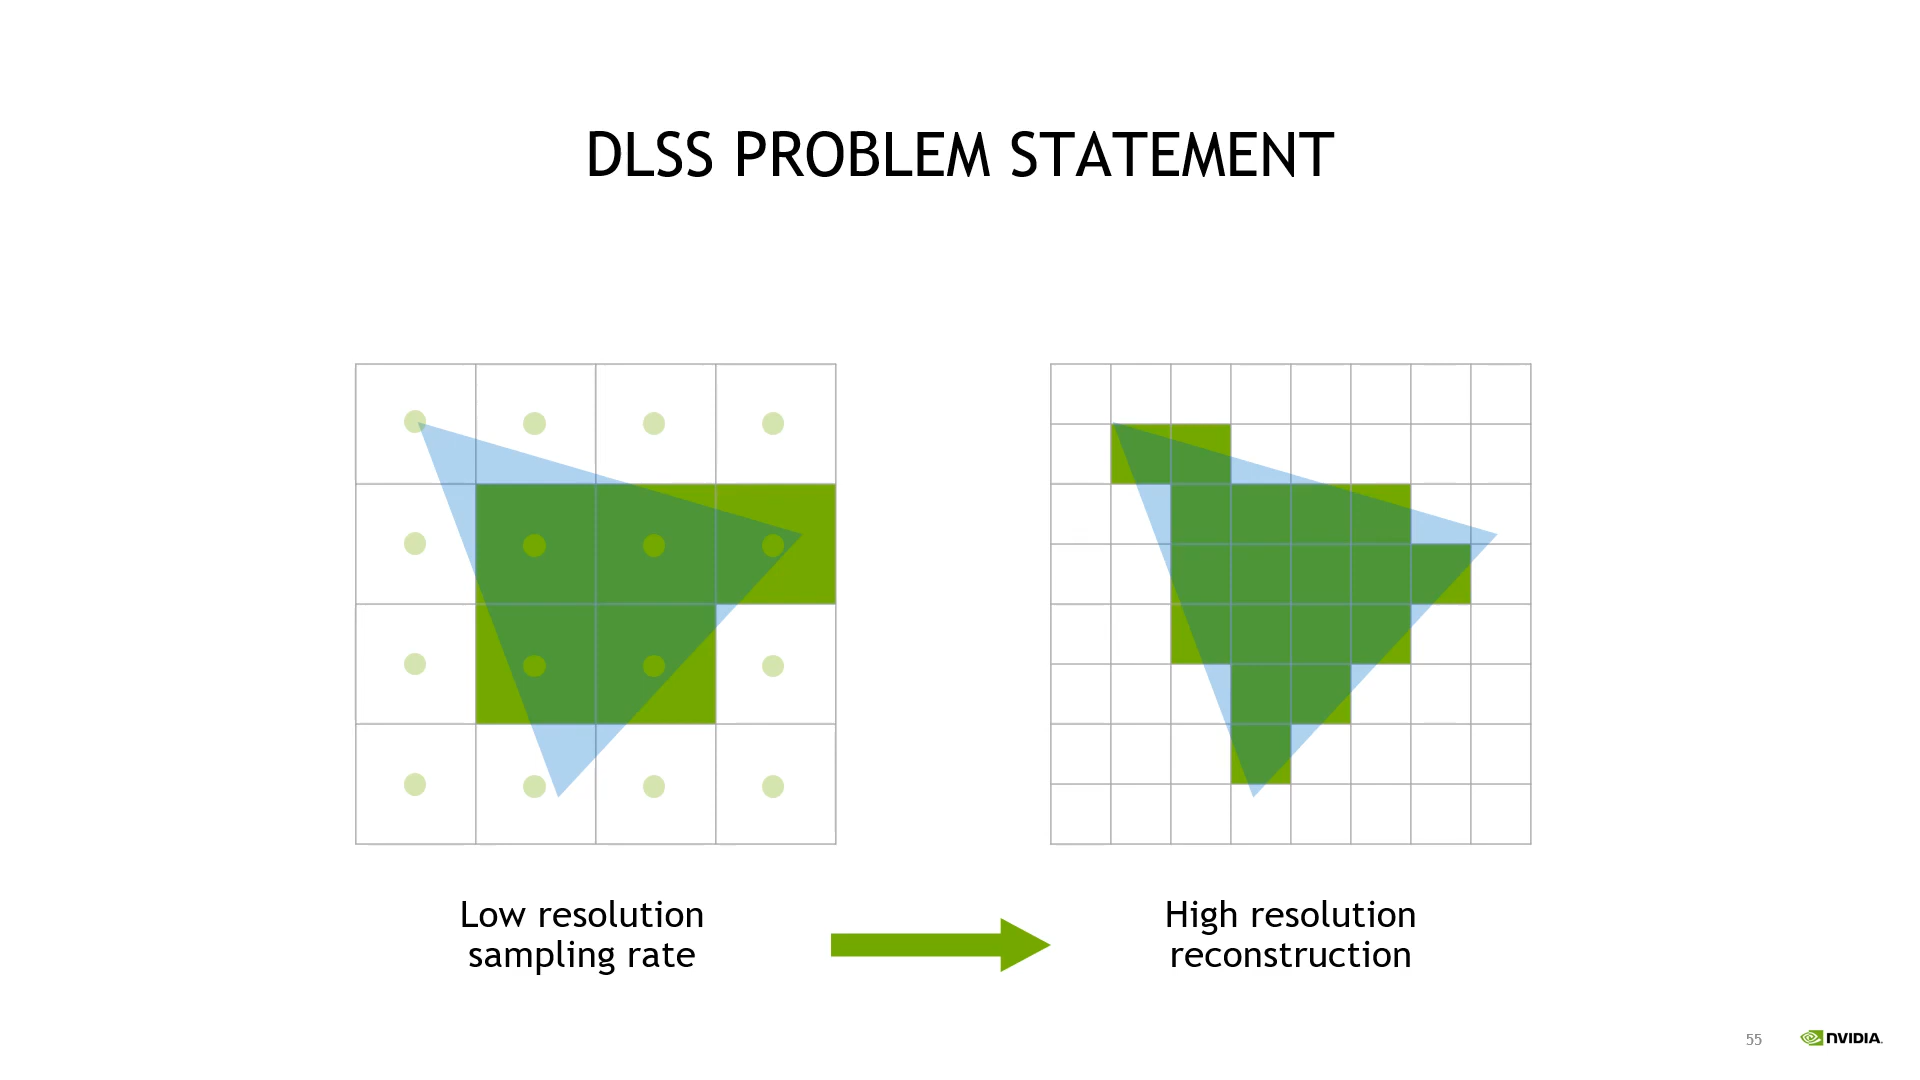 DLSS PROBLEM STATEMENT
Low resolution
sampling rate
High resolution
reconstruction
55
NVIDIA.